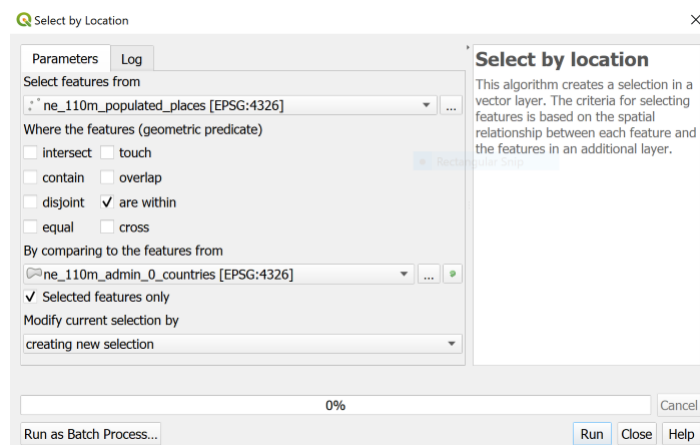 Select by Location
Parameters
Log
Select features from
ne_110m_populated_places [EPSG:4326]
...
Where the features (geometric predicate)
intersect
touch
contain
overlap
disjoint
are within
equal
cross
By comparing to the features from
ne_110m_admin_0_countries [EPSG:4326]
...
Selected features only
Modify current selection by
creating new selection
Select by location
This algorithm creates a selection in a
vector layer. The criteria for selecting
features is based on the spatial
relationship between each feature and
the features in an additional layer.
Rectangular Snip
0%
Cancel
Run as Batch Process...
Run
Close
Help